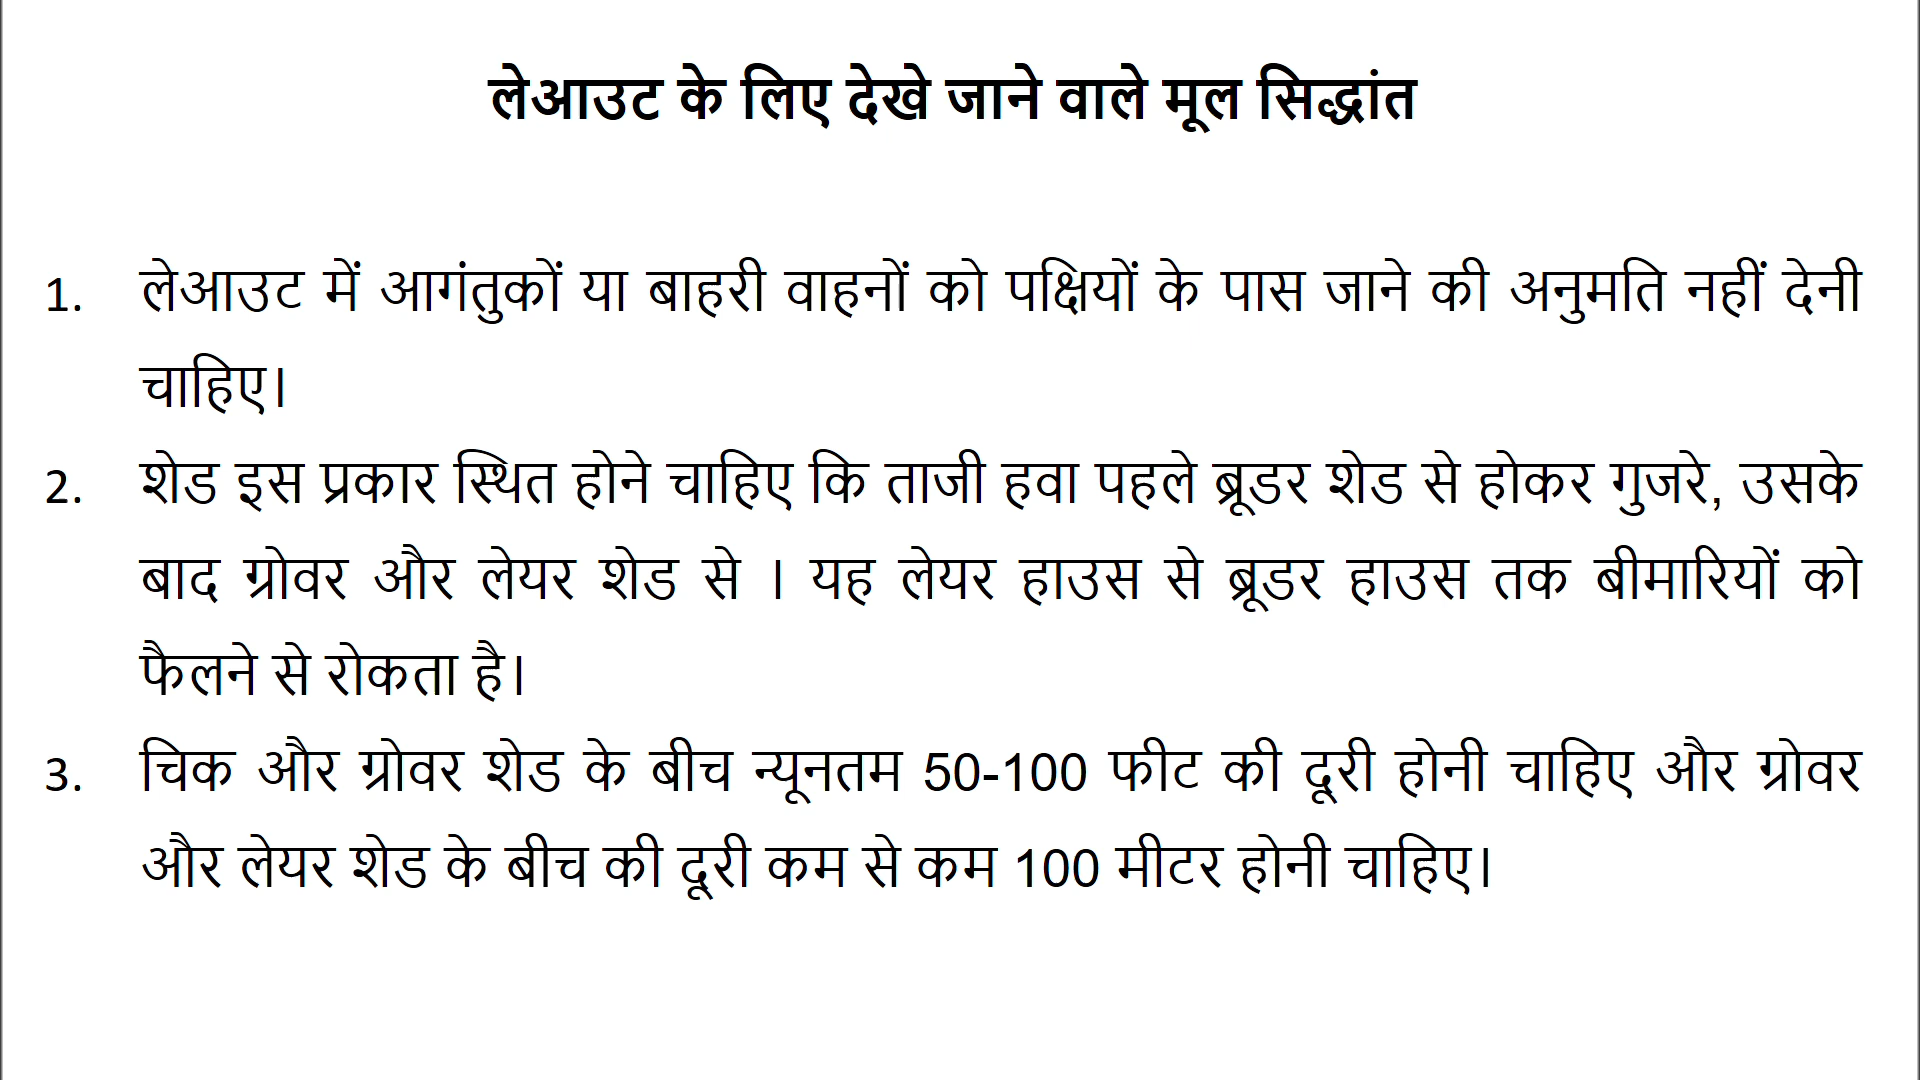 लेआउट के लिए देखे जाने वाले मूल सिद्धांत
1. लेआउट में आगंतुकों या बाहरी वाहनों को पक्षियों के पास जाने की अनुमति नहीं देनी
चाहिए।
2. शेड इस प्रकार स्थित होने चाहिए कि ताजी हवा पहले ब्रूडर शेड से होकर गुजरे, उसके
बाद ग्रोवर और लेयर शेड से । यह लेयर हाउस से ब्रूडर हाउस तक बीमारियों को
फैलने से रोकता है।
3. चिक और ग्रोवर शेड के बीच न्यूनतम 50-100 फीट की दूरी होनी चाहिए और ग्रोवर
और लेयर शेड के बीच की दूरी कम से कम 100 मीटर होनी चाहिए।